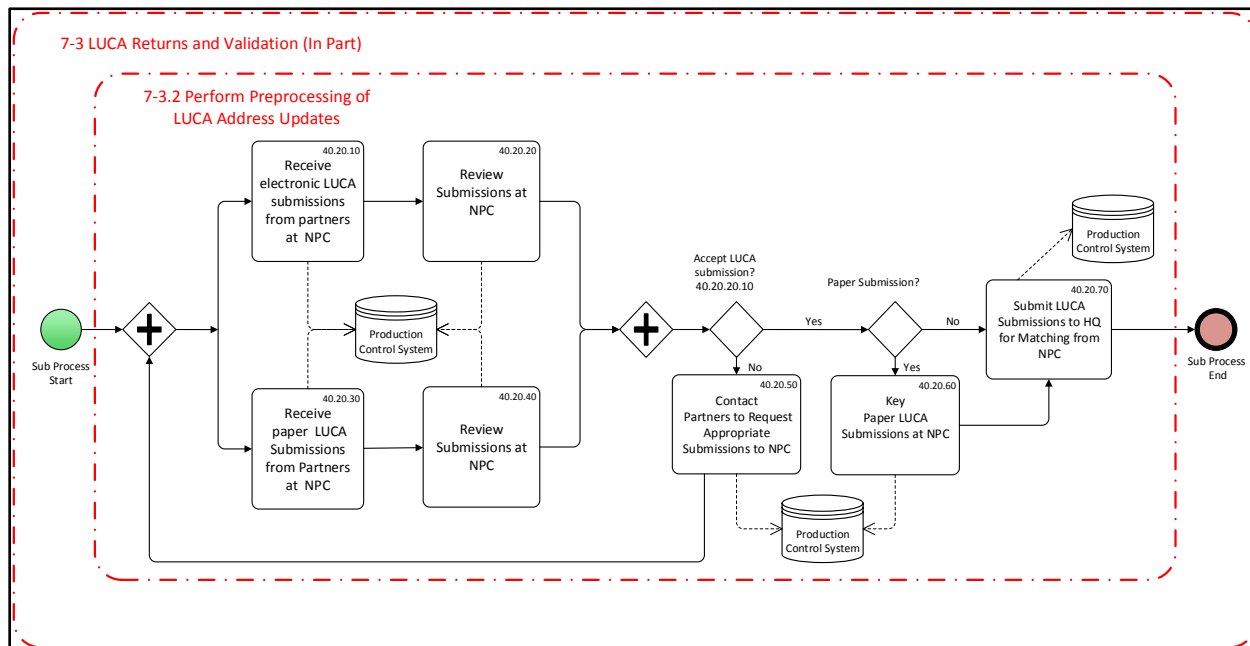 7-3 LUCA Returns and Validation (In Part)
7-3.2 Perform Preprocessing of
LUCA Address Updates
Sub Process
Start
40.20.10
Receive
electronic LUCA
submissions
from partners
at NPC
40.20.20
Review
Submissions at
NPC
Production
Control System
40.20.30
Receive
paper LUCA
Submissions
from Partners
at NPC
40.20.40
Review
Submissions at
NPC
Accept LUCA
submission?
40.20.20.10
Yes
No
Paper Submission?
No
Yes
40.20.50
Contact
Partners to Request
Appropriate
Submissions to NPC
40.20.60
Key
Paper LUCA
Submissions at NPC
Production
Control System
Production
Control System
40.20.70
Submit LUCA
Submissions to HQ
for Matching from
NPC
Sub Process
End